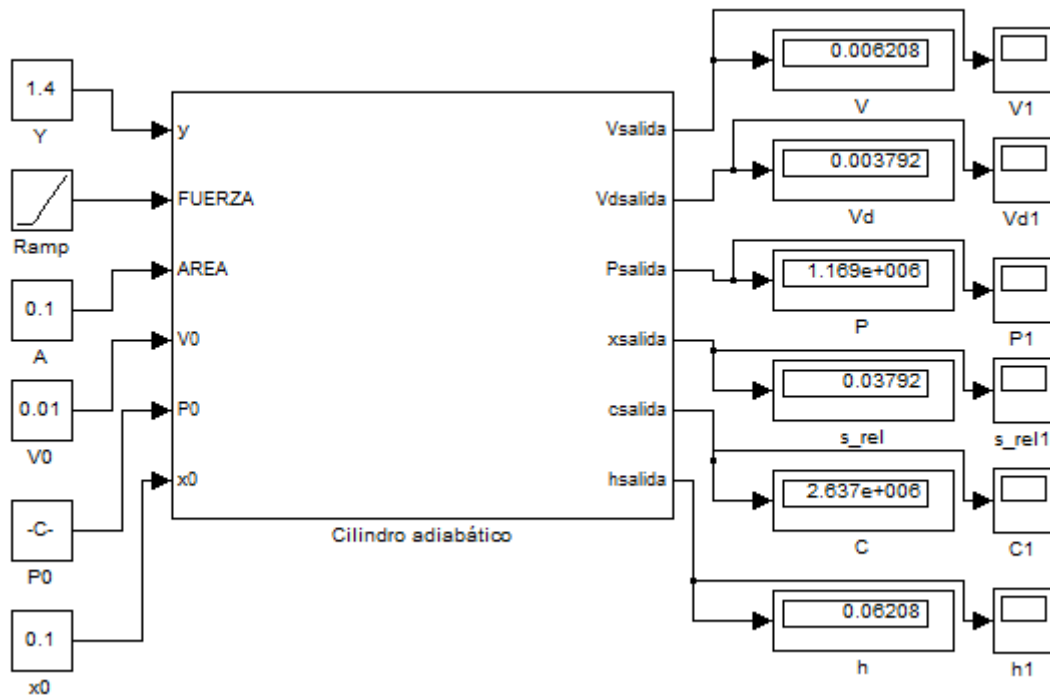 1.4
Y
Ramp
0.1
A
0.01
V0
-C-
P0
0.1
x0
y
FUERZA
AREA
V0
P0
x0
Vsalida
Vdsalida
Psalida
xsalida
csalida
hsalida
Cilindro adiabático
0.006208
V
0.003792
Vd
1.169e+006
P
0.03792
s_rel
2.637e+006
C
0.06208
h
V1
Vd1
P1
s_rel1
C1
h1